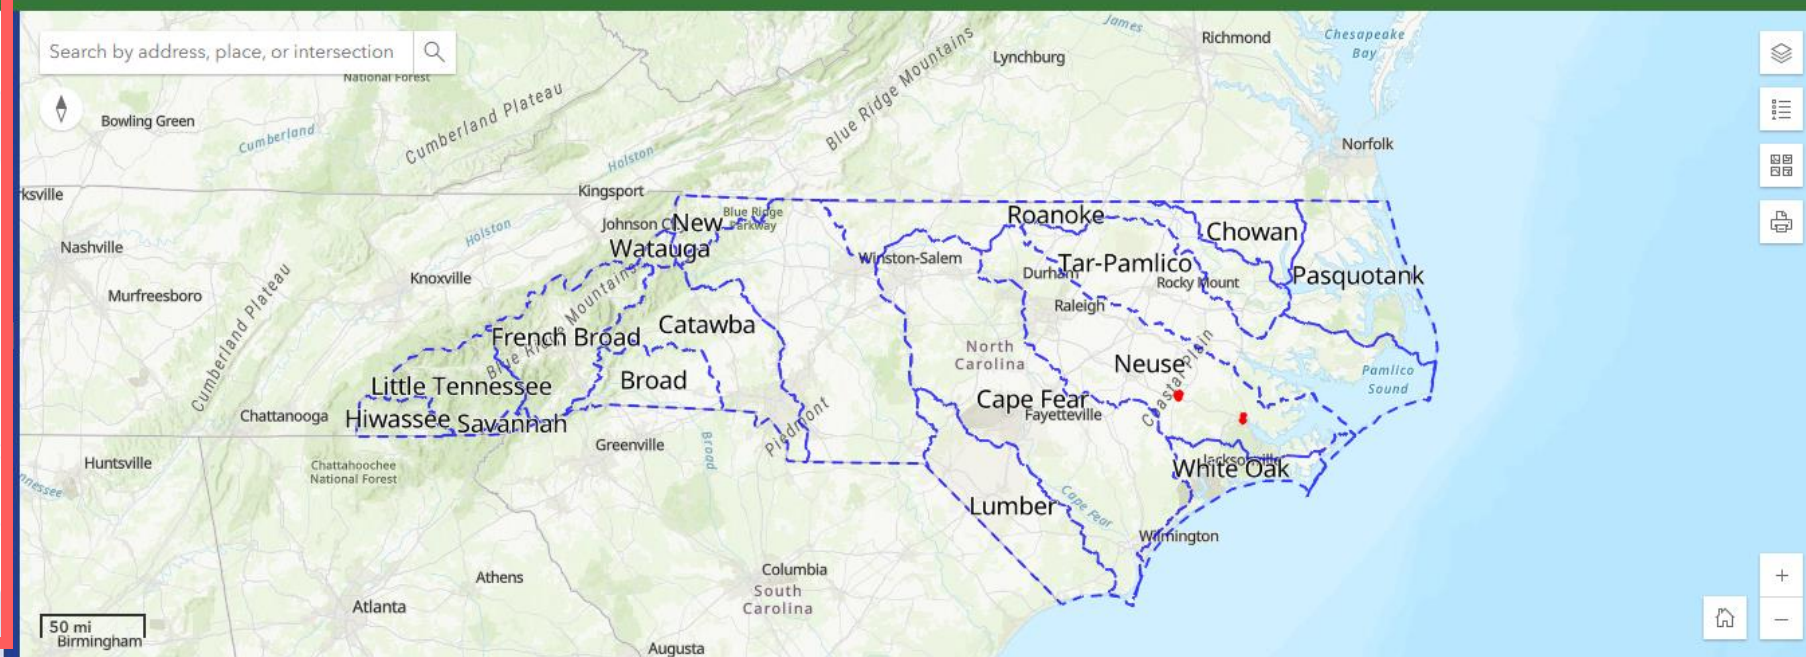 James
Richmond
Chesapeake
Bay
Search by address, place, or intersection
Lynchburg
National Forest
Blue Ridge Mountains
Cumberland Plateau
Bowling Green
Cumberland
Norfolk
Holston
Kingsport
ksville
Blue Ridge
Parkway
Johnson C
New
Roanoke
Chowan
Holston
Nashville
Watauga
Winston-Salem
Tar-Pamlico
Durham
Rocky Mount
Pasquotank
Knoxville
Murfreesboro
Raleigh
Cumberland Plateau
Blue Ridge Mountains
Catawba
French Broad
North
Carolina
Neuse
Coastal Plain
Pamlico
Sound
Little Tennessee
Broad
Cape Fear
Fayetteville
Chattanooga
Hiwassee
Savannah
Piedmont
Greenville
Broad
Huntsville
Chattahoochee
National Forest
Jacksonville
White Oak
nnessee
Lumber
Cape Fear
Wilmington
Columbia
Athens
South
Carolina
Atlanta
50 mi
Birmingham
Augusta